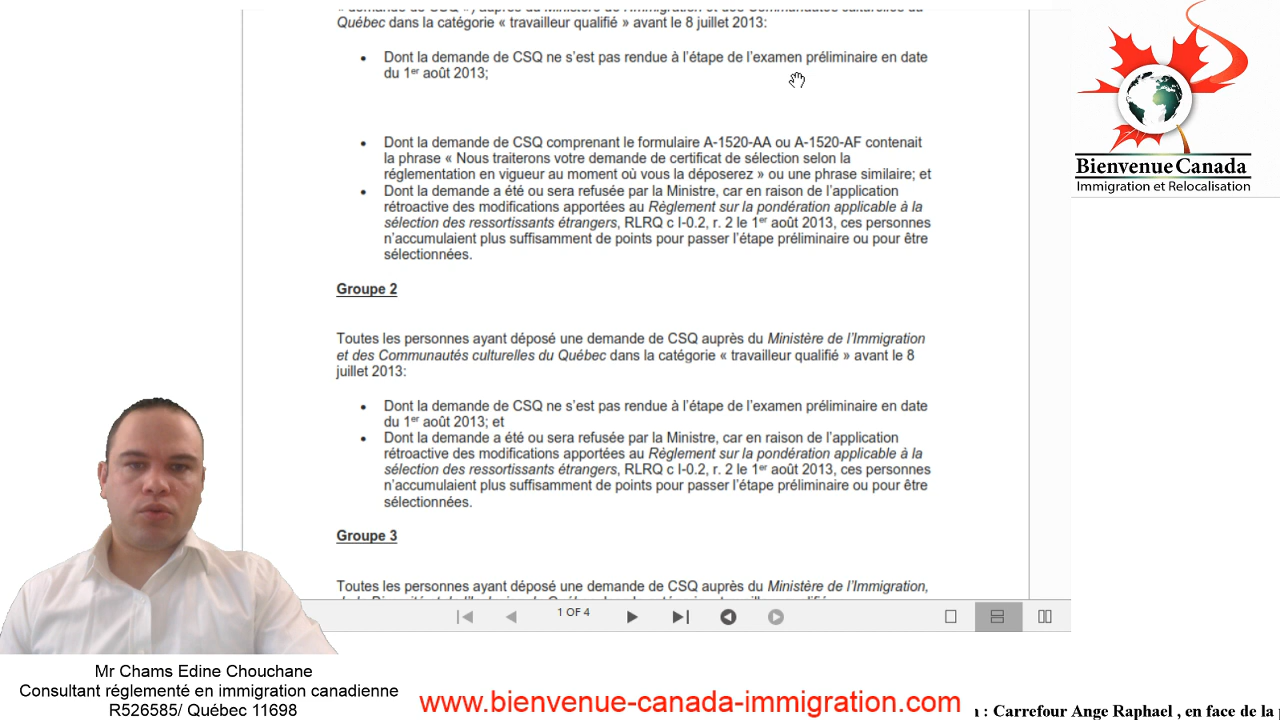 « demande de CSQ ») auprès du Ministère de l'Immigration et des Communautés culturelles du
Québec dans la catégorie « travailleur qualifié » avant le 8 juillet 2013:
• Dont la demande de CSQ ne s'est pas rendue à l'étape de l'examen préliminaire en date
du 1er août 2013;
• Dont la demande de CSQ comprenant le formulaire A-1520-AA ou A-1520-AF contenait
la phrase « Nous traiterons votre demande de certificat de sélection selon la
réglementation en vigueur au moment où vous la déposerez » ou une phrase similaire; et
• Dont la demande a été ou sera refusée par la Ministre, car en raison de l'application
rétroactive des modifications apportées au Règlement sur la pondération applicable à la
sélection des ressortissants étrangers, RLRQ c I-0.2, r. 2 le 1er août 2013, ces personnes
n'accumulaient plus suffisamment de points pour passer l'étape préliminaire ou pour être
sélectionnées.
Groupe 2
Toutes les personnes ayant déposé une demande de CSQ auprès du Ministère de l'Immigration
et des Communautés culturelles du Québec dans la catégorie « travailleur qualifié » avant le 8
juillet 2013:
• Dont la demande de CSQ ne s'est pas rendue à l'étape de l'examen préliminaire en date
du 1er août 2013; et
• Dont la demande a été ou sera refusée par la Ministre, car en raison de l'application
rétroactive des modifications apportées au Règlement sur la pondération applicable à la
sélection des ressortissants étrangers, RLRQ c I-0.2, r. 2 le 1er août 2013, ces personnes
n'accumulaient plus suffisamment de points pour passer l'étape préliminaire ou pour être
sélectionnées.
Groupe 3
Toutes les personnes ayant déposé une demande de CSQ auprès du Ministère de l'Immigration,
1 OF 4
Bienvenue Canada
Immigration et Relocalisation
Mr Chams Edine Chouchane
Consultant réglementé en immigration canadienne
R526585/ Québec 11698
www.bienvenue-canada-immigration.com
: Carrefour Ange Raphael , en face de la